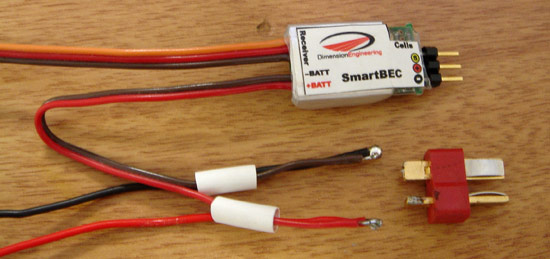 Receiver
DimensionEngineering
Cells
-BATT
+BATT
SmartBEC